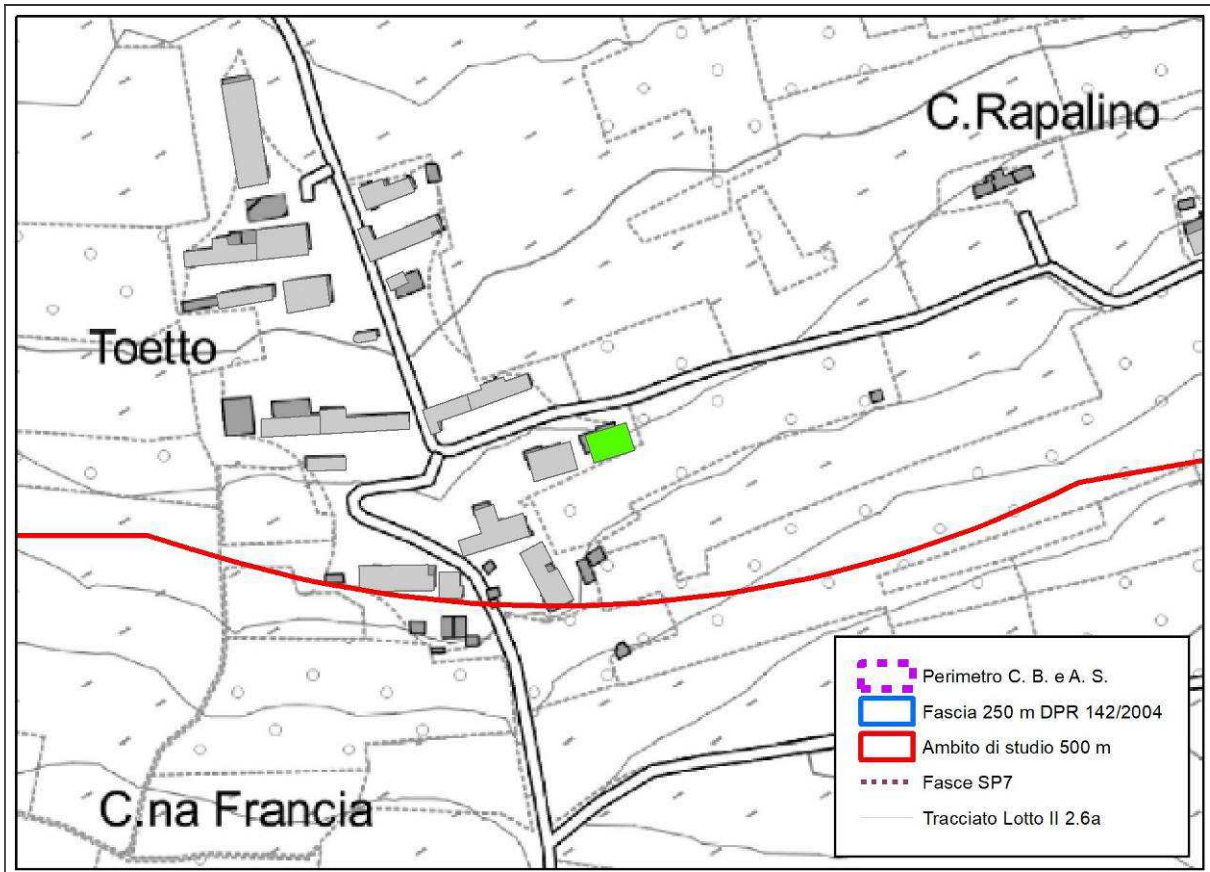 C.Rapalino
Toetto
C.na Francia
Perimetro C. B. e A. S.
Fascia 250 m DPR 142/2004
Ambito di studio 500 m
Fasce SP7
Tracciato Lotto II 2.6a